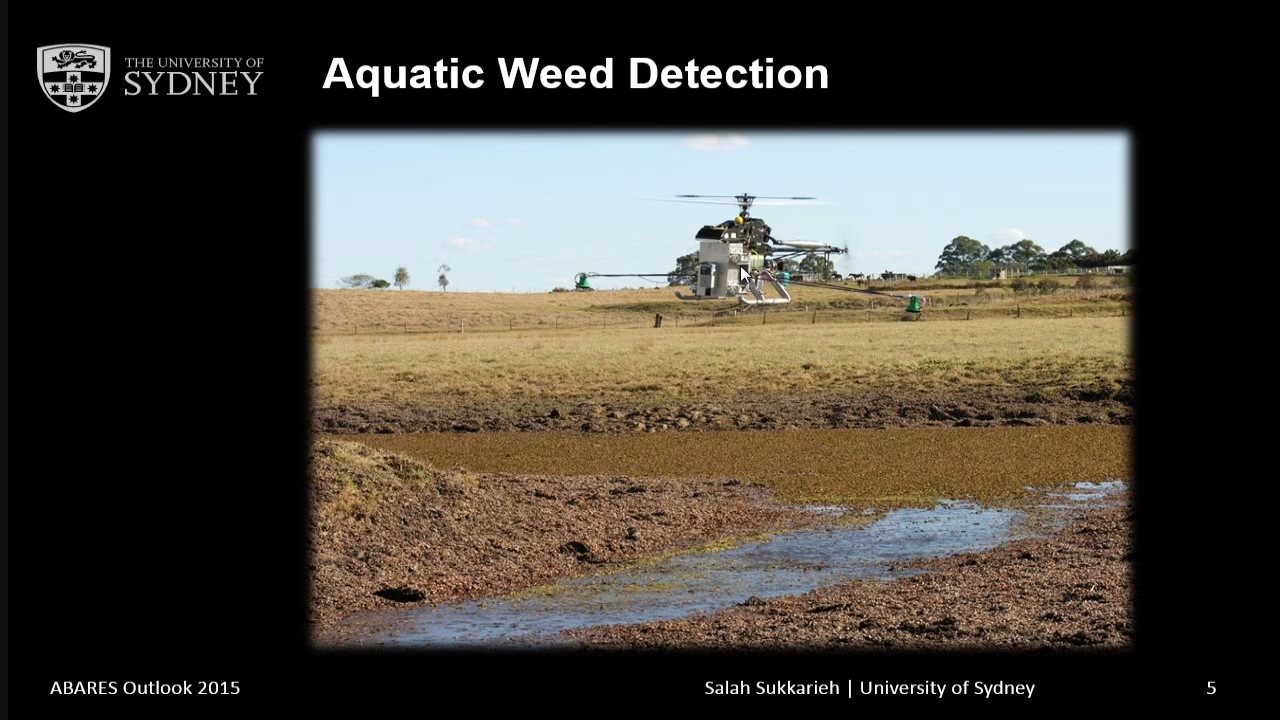 THE UNIVERSITY OF
SYDNEY
Aquatic Weed Detection
ABARES Outlook 2015
Salah Sukkarieh | University of Sydney
5